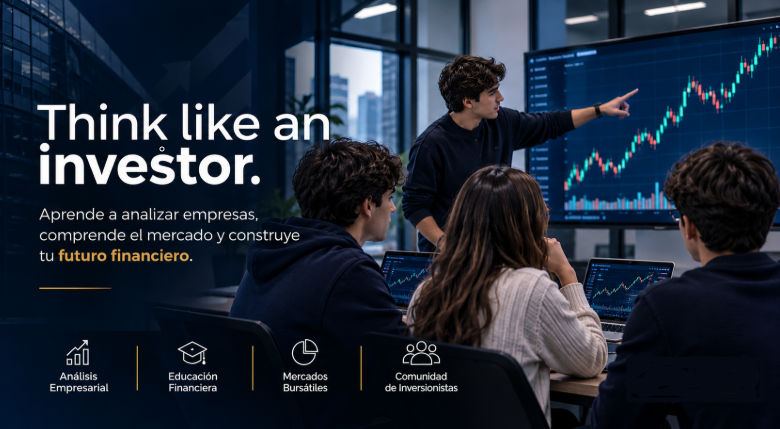 Think like an
investor.
Aprende a analizar empresas,
comprende el mercado y construye
tu futuro financiero.
Análisis
Empresarial
Educación
Financiera
Mercados
Bursátiles
Comunidad
de Inversionistas